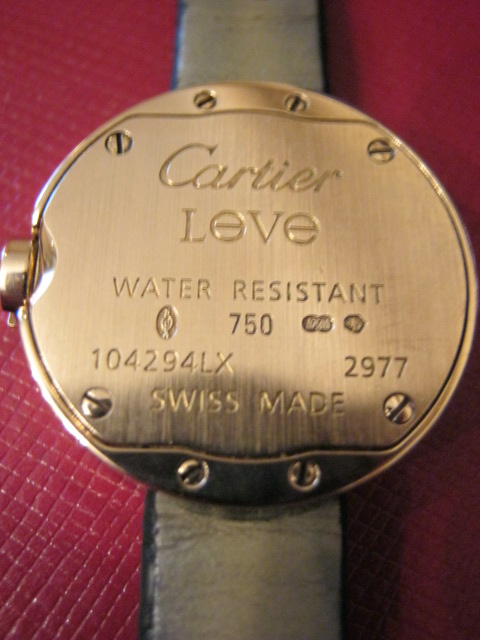 Cartier
LOVE
WATER RESISTANT
750
104294LX 2977
SWISS MADE